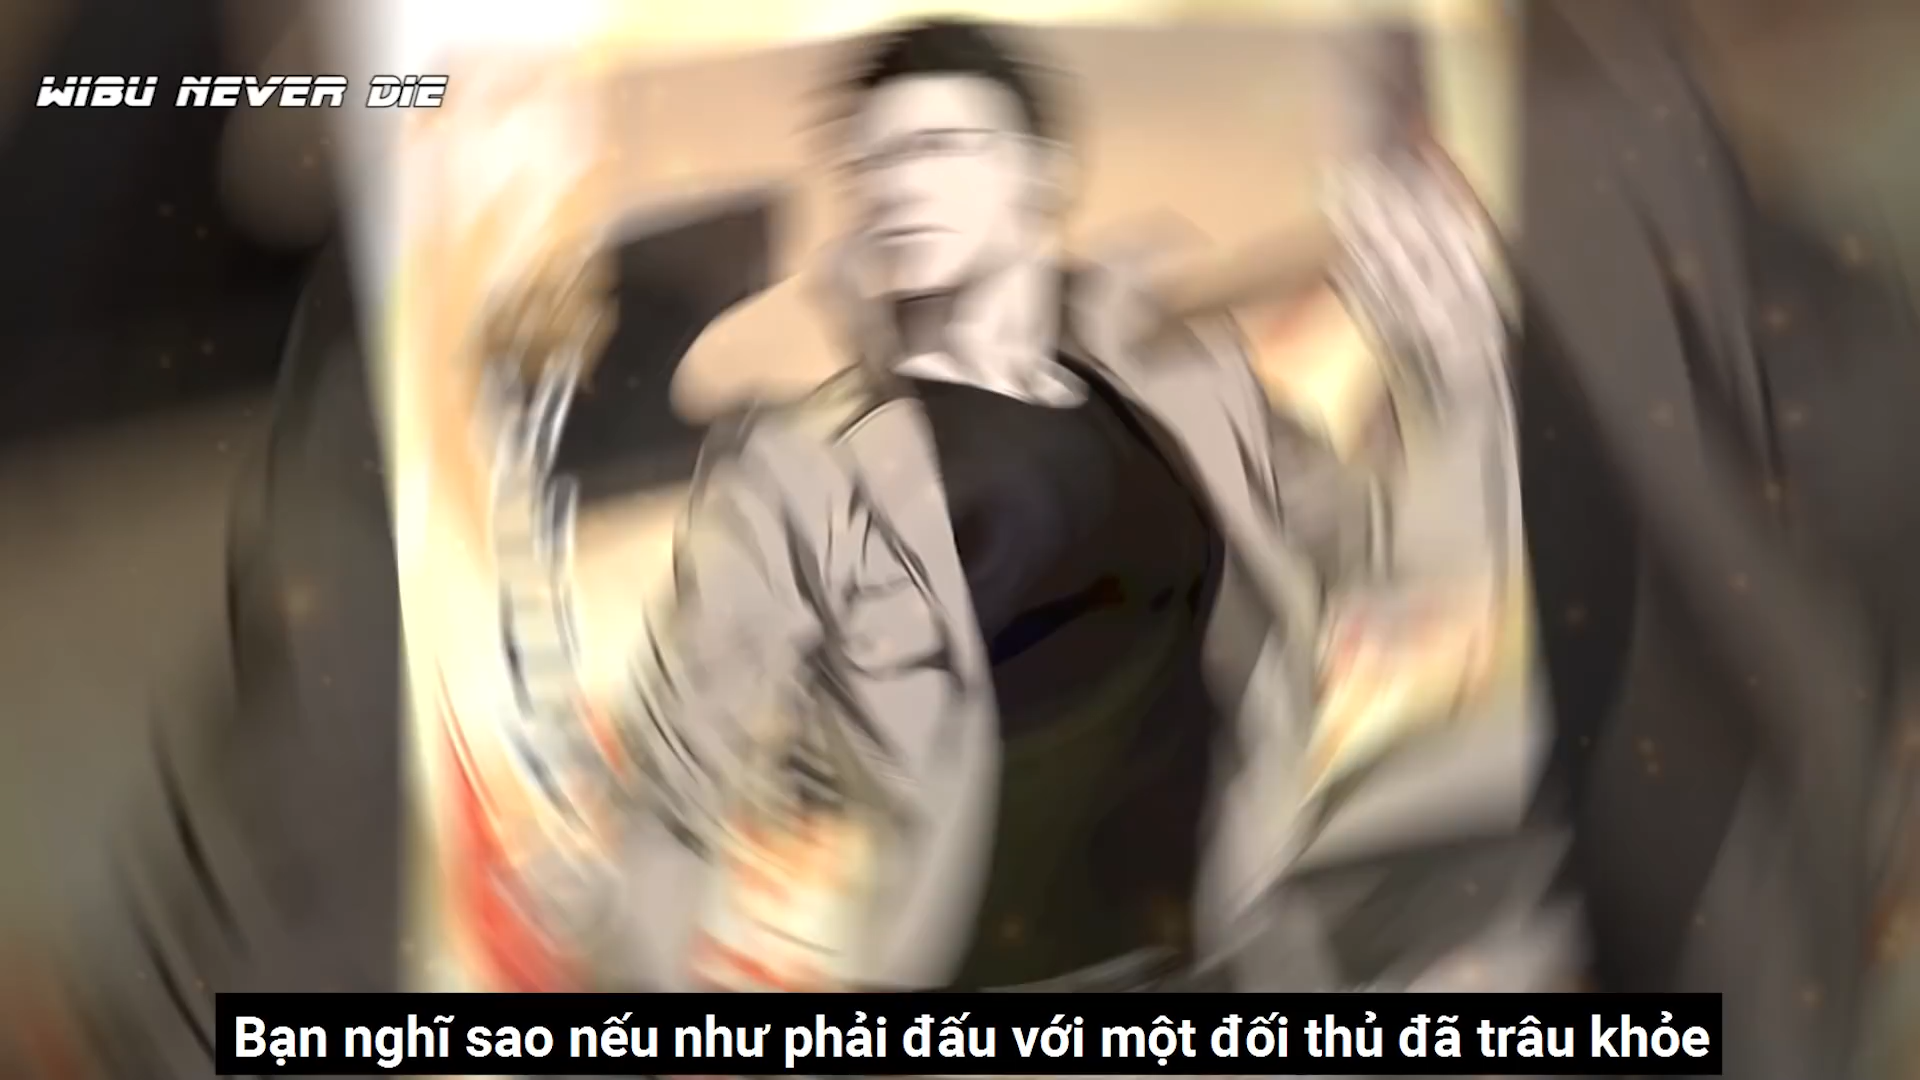 WIBU NEVER DIE
Bạn nghĩ sao nếu như phải đấu với một đối thủ đã trâu khỏe